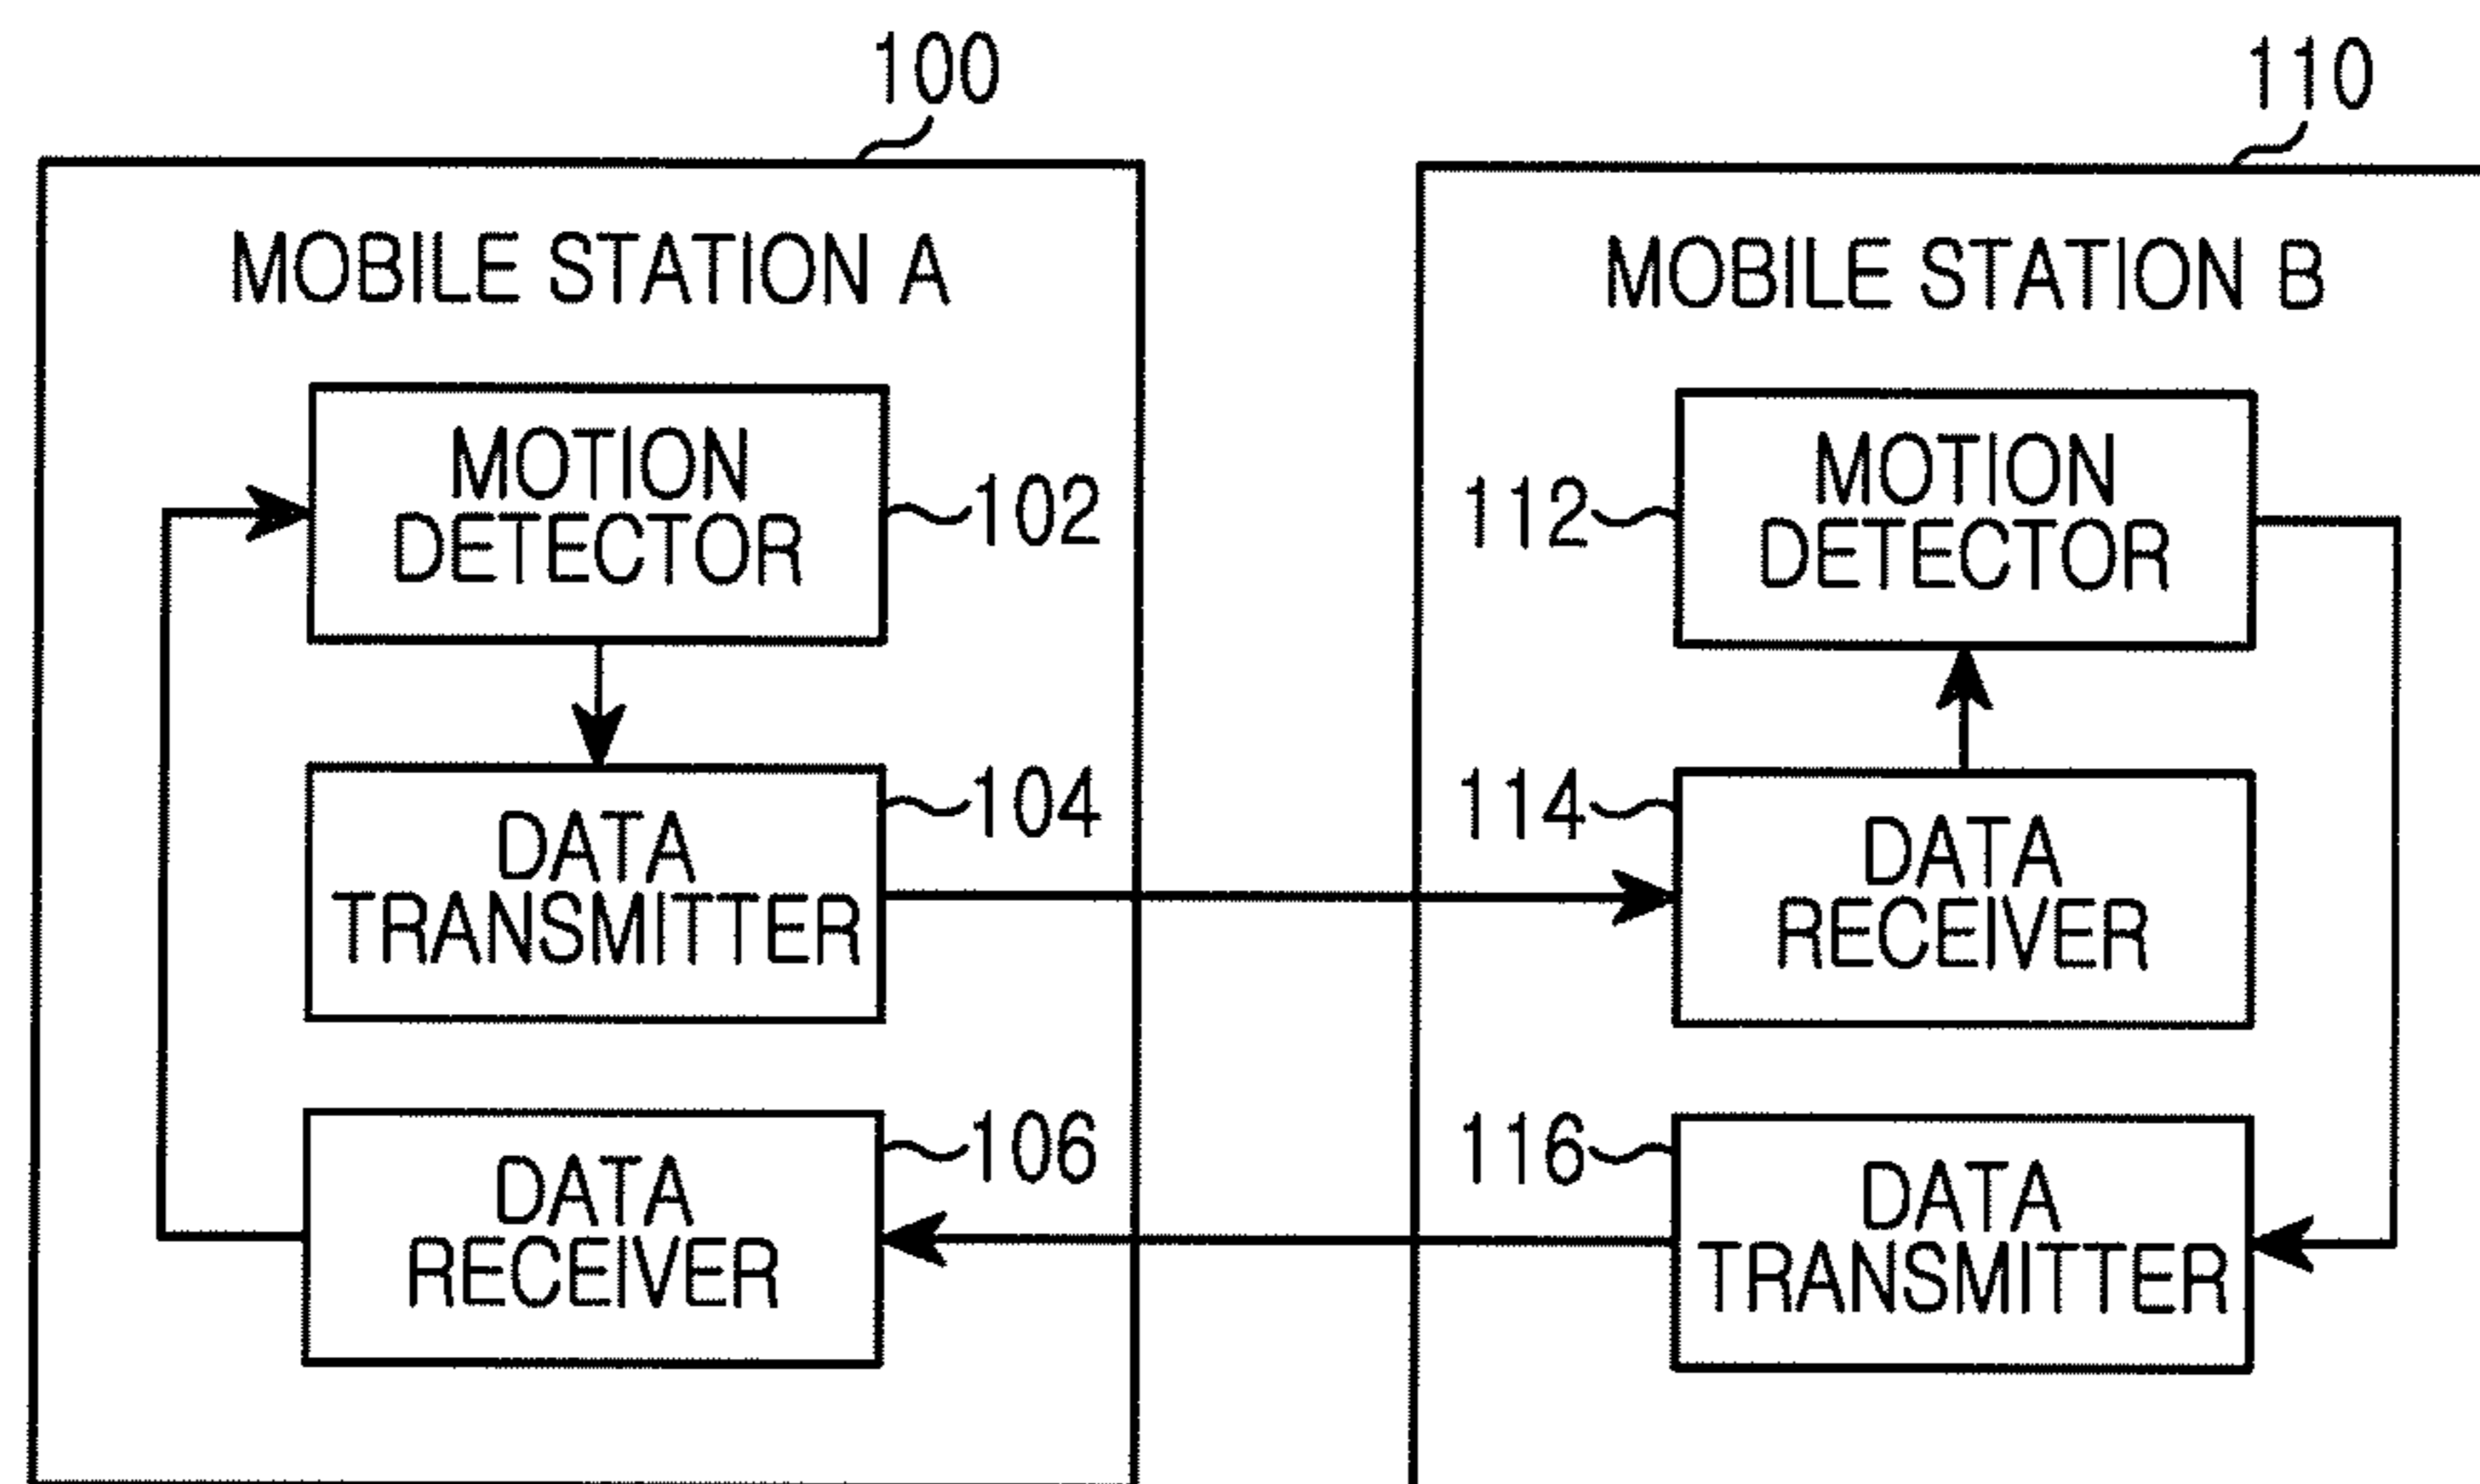 100
110
MOBILE STATION A
MOBILE STATION B
MOTION
DETECTOR
102
112
MOTION
DETECTOR
DATA
TRANSMITTER
104
114
DATA
RECEIVER
DATA
RECEIVER
106
116
DATA
TRANSMITTER